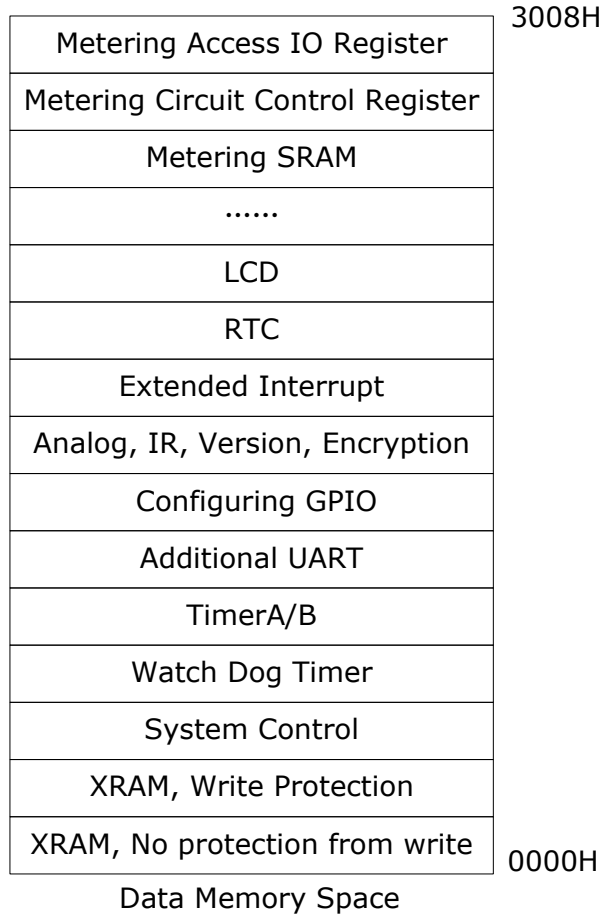 3008H
Metering Access IO Register
Metering Circuit Control Register
Metering SRAM
......
LCD
RTC
Extended Interrupt
Analog, IR, Version, Encryption
Configuring GPIO
Additional UART
TimerA/B
Watch Dog Timer
System Control
XRAM, Write Protection
XRAM, No protection from write
0000H
Data Memory Space